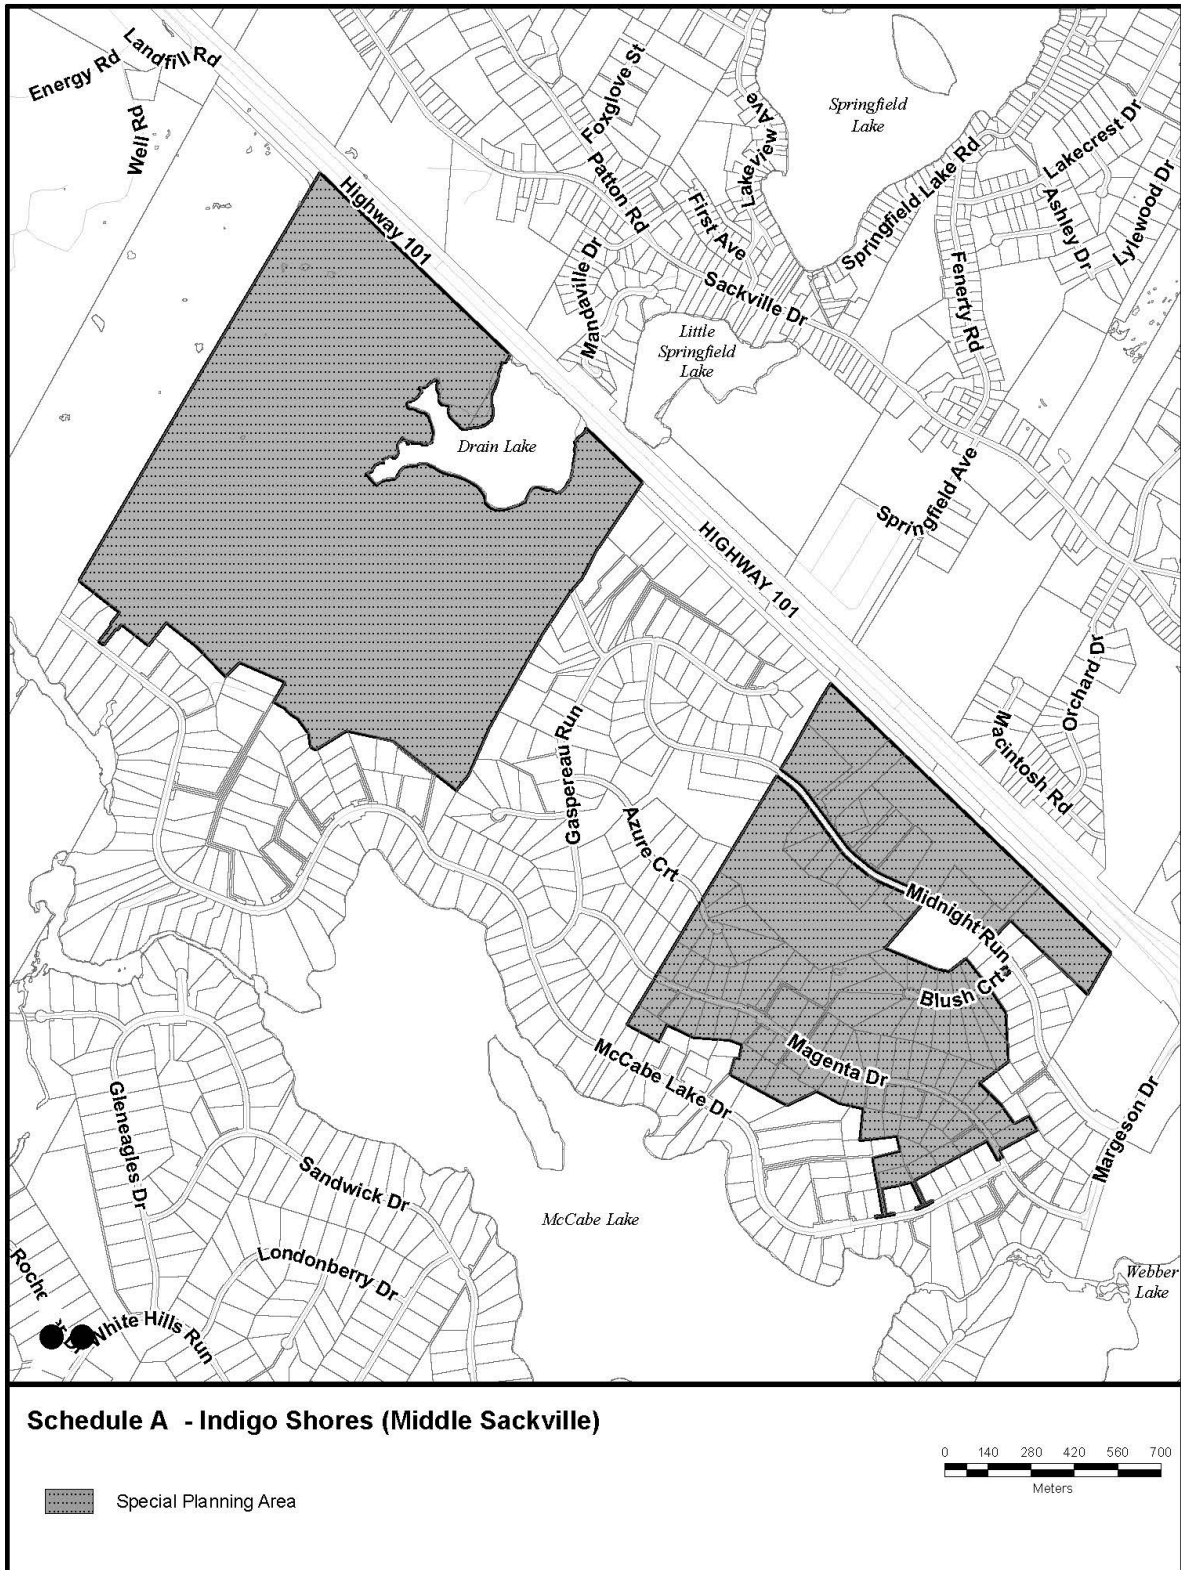 Energy Rd
Landfill Rd
Well Rd
Highway 101
Foxglove St
Patton Rd
Lakeview Ave
First Ave
Springfield
Lake
Springfield Lake Rd
Lakecrest Dr
Ashley Dr
Lylewood Dr
Fenerty Rd
Sackville Dr
Little
Springfield
Lake
Drain Lake
Springfield Ave
HIGHWAY 101
Orchard Dr
Macintosh Rd
Gaspereau Run
Azure Crt
Midnight Run
Blush Crt
Magenta Dr
McCabe Lake Dr
Margeson Dr
Gleneagles Dr
Sandwick Dr
Londonberry Dr
McCabe Lake
Webber
Lake
White Hills Run
Schedule A - Indigo Shores (Middle Sackville)
Special Planning Area
0 140 280 420 560 700
Meters